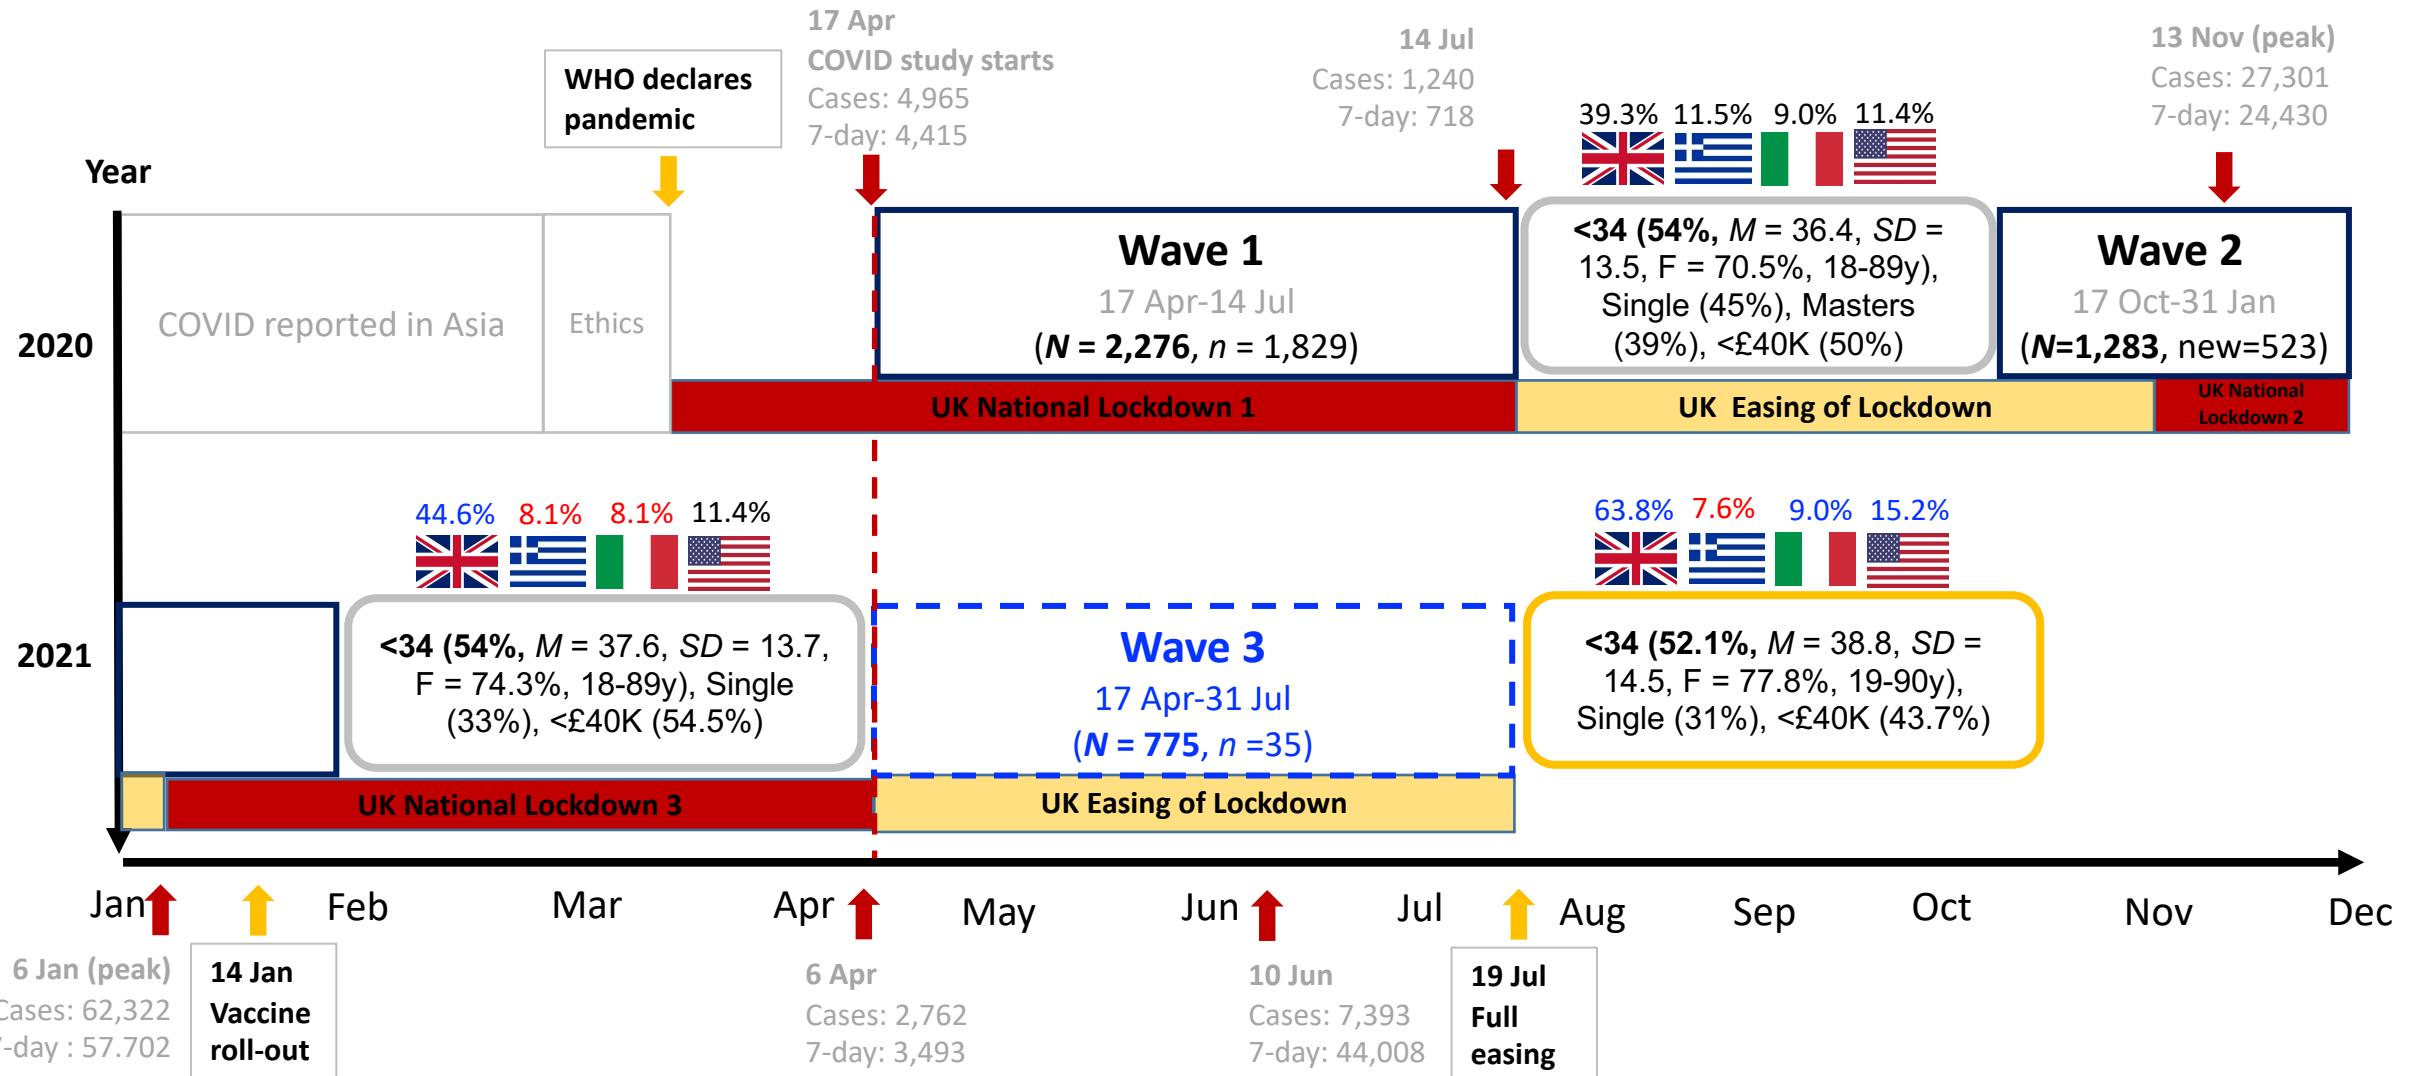 17 Apr
COVID study starts
Cases: 4,965
7-day: 4,415
14 Jul
Cases: 1,240
7-day: 718
13 Nov (peak)
Cases: 27,301
7-day: 24,430
WHO declares
pandemic
39.3% 11.5% 9.0% 11.4%
Year
2020
COVID reported in Asia
Ethics
Wave 1
17 Apr-14 Jul
(N = 2,276, n = 1,829)
<34 (54%, M = 36.4, SD =
13.5, F = 70.5%, 18-89y),
Single (45%), Masters
(39%), <£40K (50%)
Wave 2
17 Oct-31 Jan
(N=1,283, new=523)
UK National Lockdown 1
UK Easing of Lockdown
UK National
Lockdown 2
44.6% 8.1% 8.1% 11.4%
63.8% 7.6% 9.0% 15.2%
2021
<34 (54%, M = 37.6, SD = 13.7,
F = 74.3%, 18-89y), Single
(33%), <£40K (54.5%)
Wave 3
17 Apr-31 Jul
(N = 775, n =35)
<34 (52.1%, M = 38.8, SD =
14.5, F = 77.8%, 19-90y),
Single (31%), <£40K (43.7%)
UK National Lockdown 3
UK Easing of Lockdown
Jan Feb Mar Apr May Jun Jul Aug Sep Oct Nov Dec
6 Jan (peak)
Cases: 62,322
7-day : 57.702
14 Jan
Vaccine
roll-out
6 Apr
Cases: 2,762
7-day: 3,493
10 Jun
Cases: 7,393
7-day: 44,008
19 Jul
Full
easing